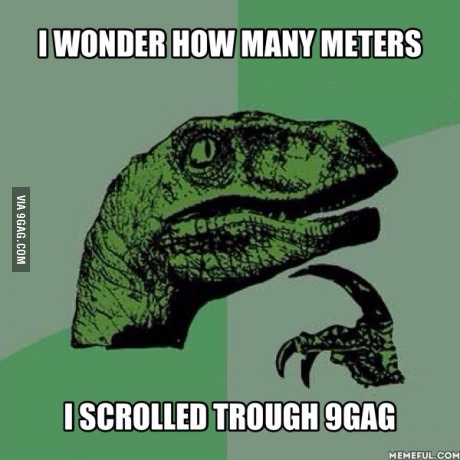 I WONDER HOW MANY METERS
VIA 9GAG.COM
I SCROLLED TROUGH 9GAG
MEMEFUL.COM